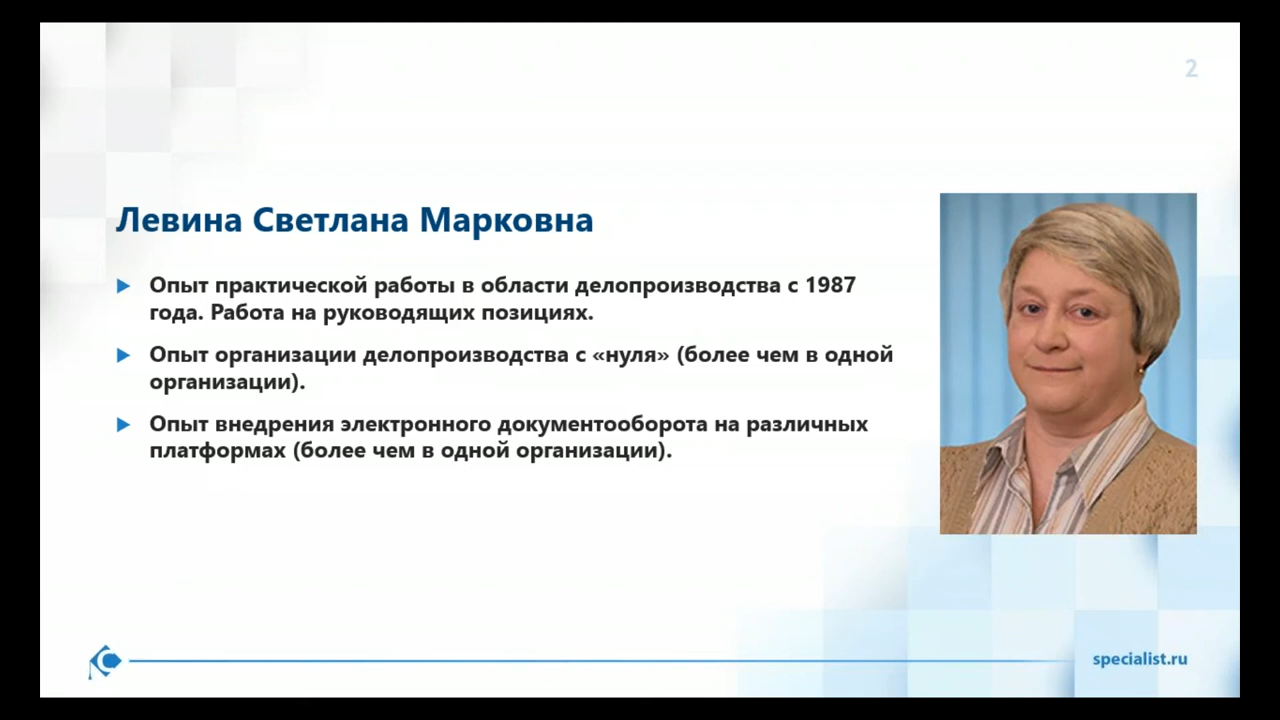 2
Левина Светлана Марковна
Опыт практической работы в области делопроизводства с 1987
года. Работа на руководящих позициях.
Опыт организации делопроизводства с «нуля» (более чем в одной
организации).
Опыт внедрения электронного документооборота на различных
платформах (более чем в одной организации).
specialist.ru